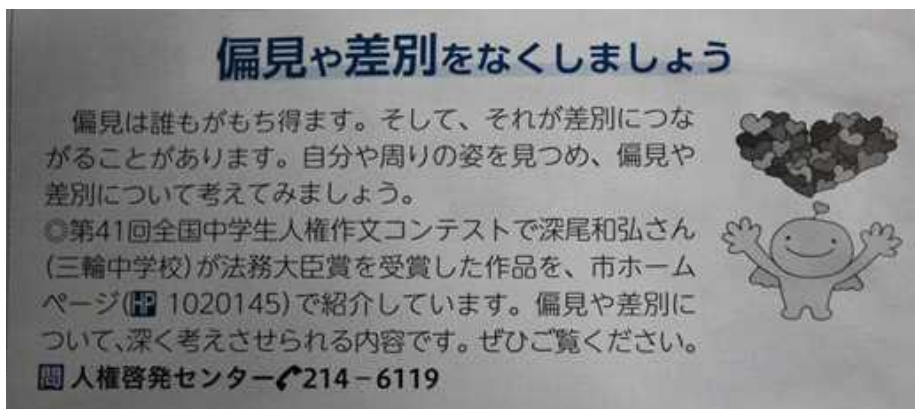 偏見や差別をなくしましょう
偏見は誰もがもち得ます。そして、それが差別につな
がることがあります。自分や周りの姿を見つめ、偏見や
差別について考えてみましょう。
◎第41回全国中学生人権作文コンテストで深尾和弘さん
(三輪中学校)が法務大臣賞を受賞した作品を、市ホーム
ページ(HP 1020145)で紹介しています。偏見や差別に
ついて、深く考えさせられる内容です。ぜひご覧ください。
問 人権啓発センター✆214-6119